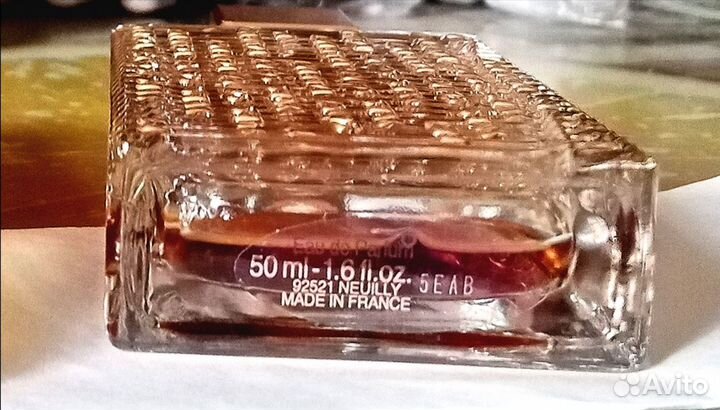 Eau de Parfum
50 ml-1.6 fl.oz.
92521 NEUILLY
MADE IN FRANCE
5EAB
Avito